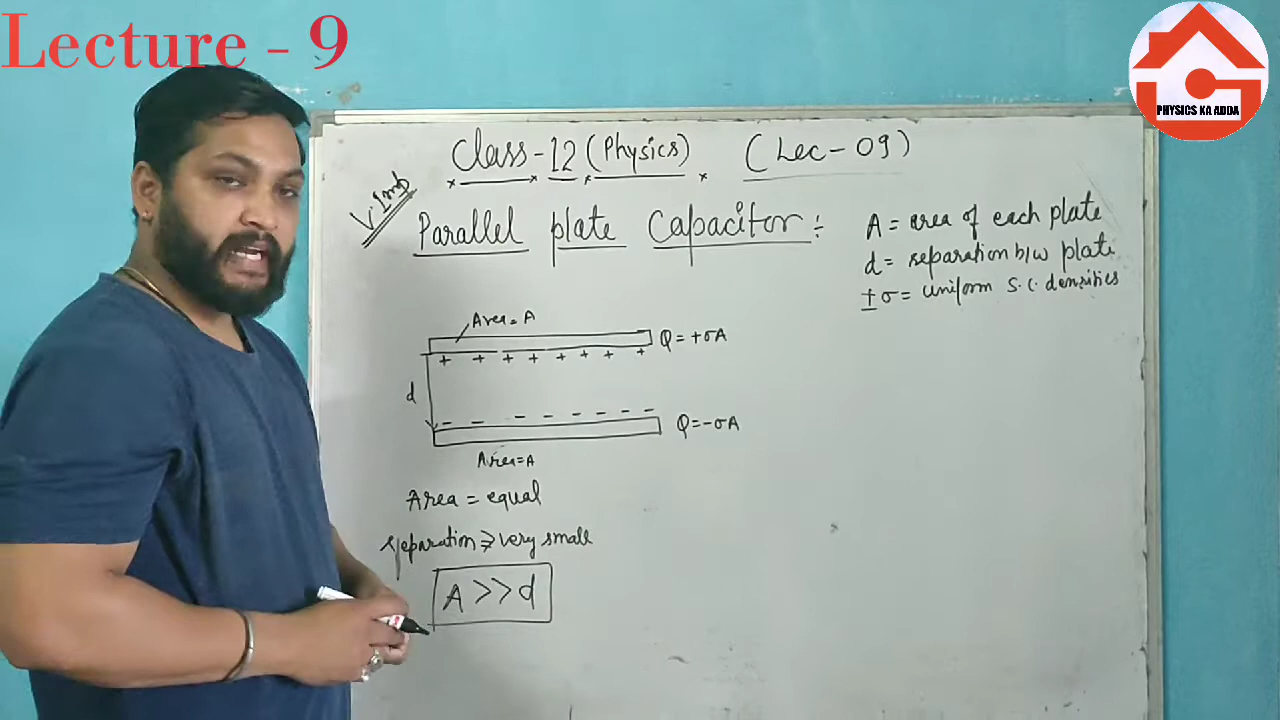 Lecture - 9
PHYSICS KA ADDA
Class-12 (Physics) (Lec-09)
V. Imp
Parallel plate Capacitor:
A = area of each plate
d = separation b/w plate
±σ = uniform s.c. densities
Area = A
Q = +σA
+ + + + + + + +
d
- - - - - - - -
Q = -σA
Area = A
Area = equal
separation ⇒ very small
A >> d